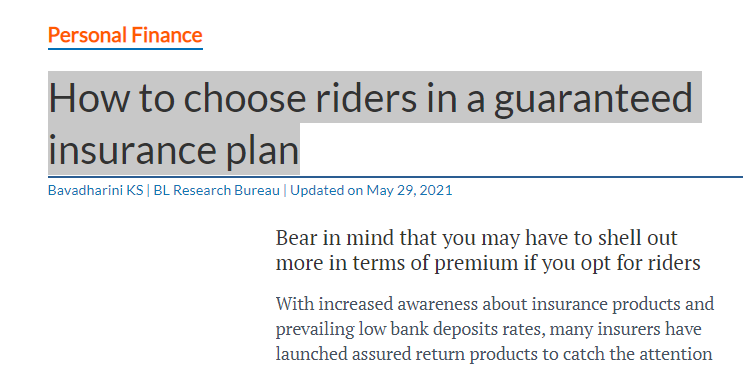 Personal Finance
How to choose riders in a guaranteed
insurance plan
Bavadharini KS | BL Research Bureau | Updated on May 29, 2021
Bear in mind that you may have to shell out
more in terms of premium if you opt for riders
With increased awareness about insurance products and
prevailing low bank deposits rates, many insurers have
launched assured return products to catch the attention